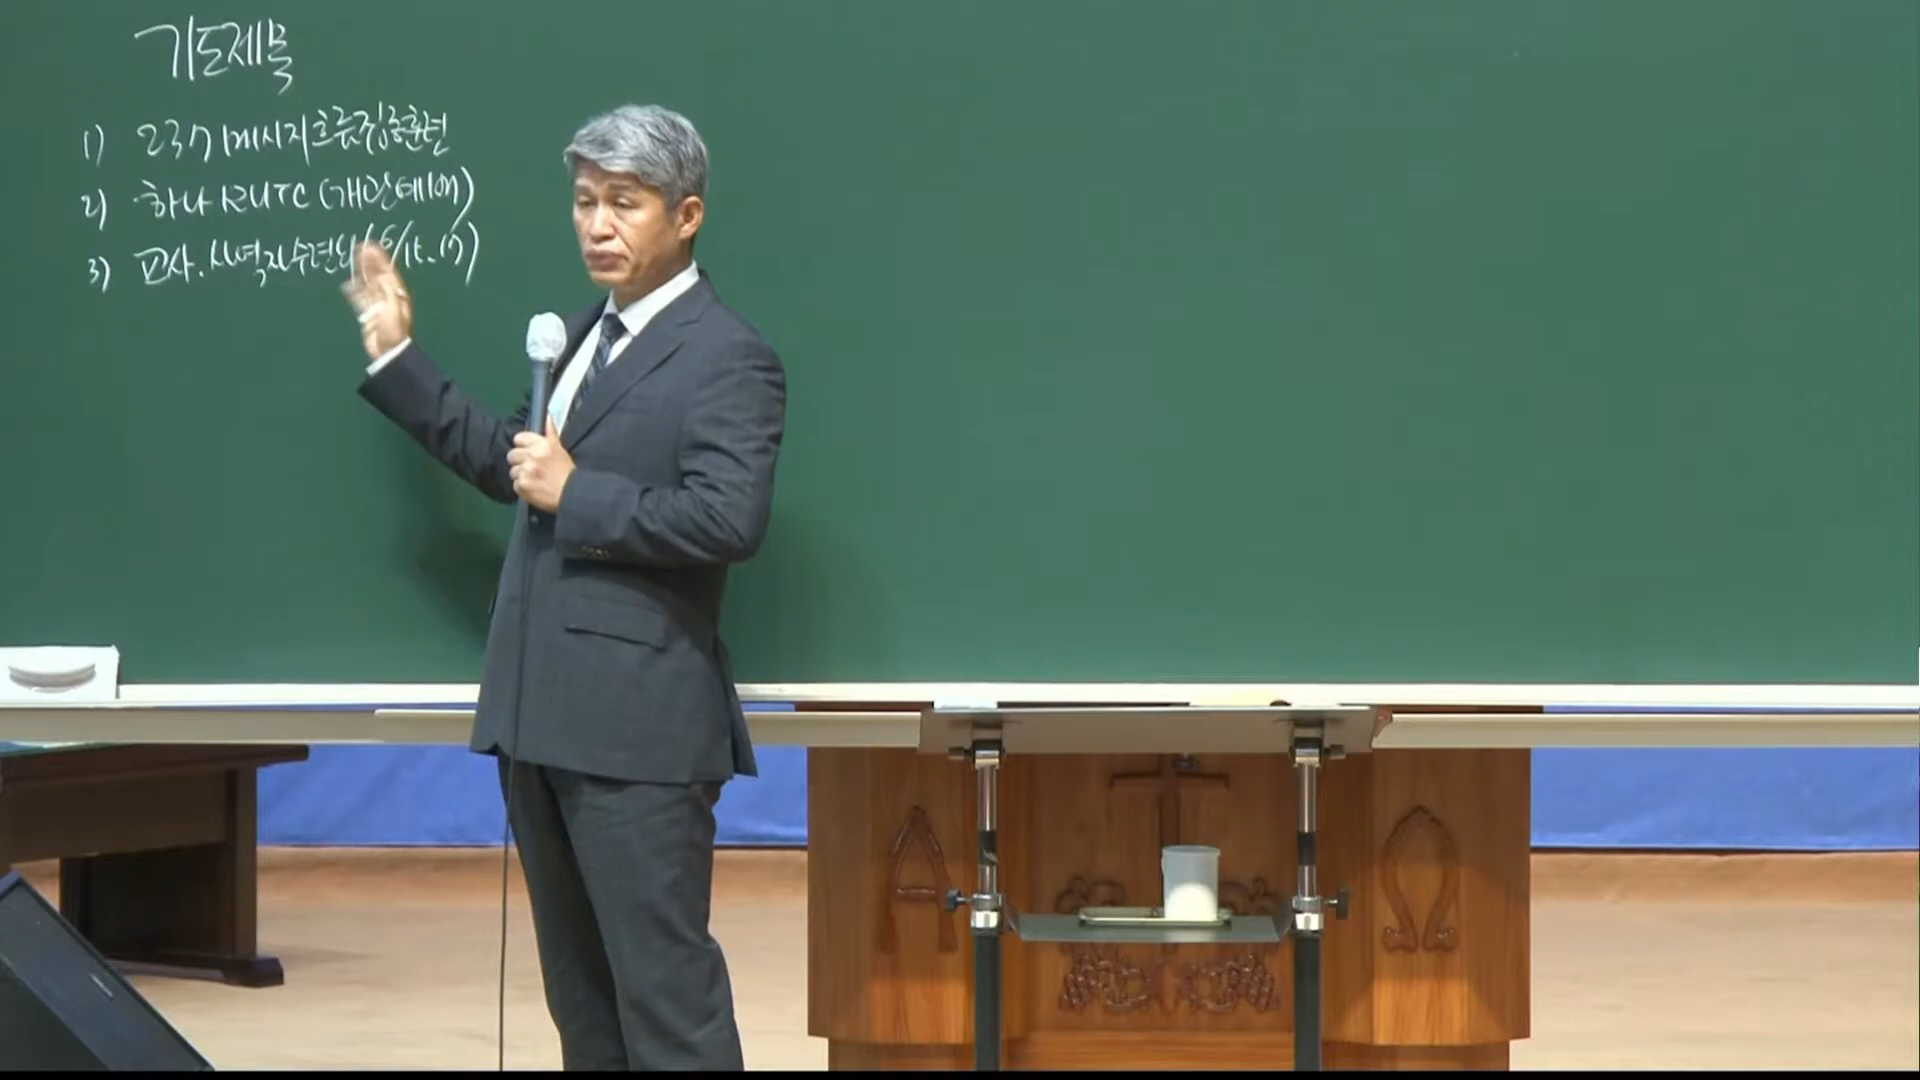 기도제목
1) 237 메시지흐름집중훈련
2) 하나 RUTC (개관예배)
3) 교사.사역자수련회(6/15.17)
Α
Ω